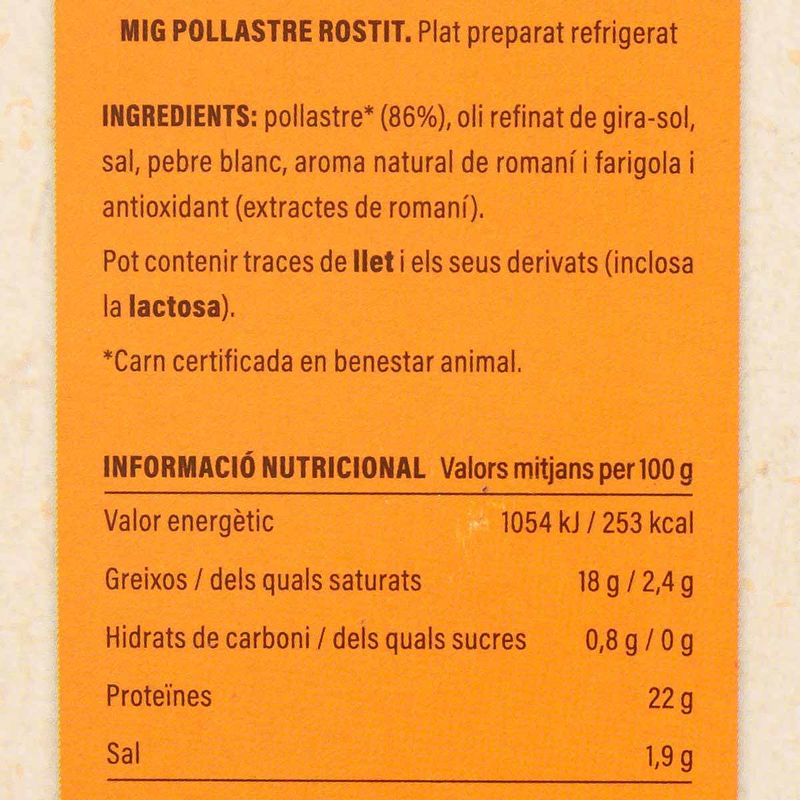 MIG POLLASTRE ROSTIT. Plat preparat refrigerat
INGREDIENTS: pollastre* (86%), oli refinat de gira-sol,
sal, pebre blanc, aroma natural de romaní i farigola i
antioxidant (extractes de romaní).
Pot contenir traces de llet i els seus derivats (inclosa
la lactosa).
*Carn certificada en benestar animal.
INFORMACIÓ NUTRICIONAL Valors mitjans per 100 g
Valor energètic 1054 kJ / 253 kcal
Greixos / dels quals saturats 18 g / 2,4 g
Hidrats de carboni / dels quals sucres 0,8 g / 0 g
Proteïnes 22 g
Sal 1,9 g